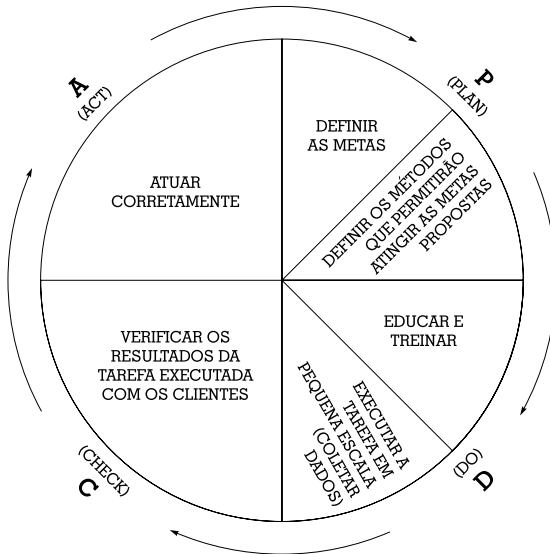 A
(ACT)
P
(PLAN)
DEFINIR
AS METAS
DEFINIR OS MÉTODOS
QUE PERMITIRÃO
ATINGIR AS METAS
PROPOSTAS
ATUAR
CORRETAMENTE
EDUCAR E
TREINAR
VERIFICAR OS
RESULTADOS DA
TAREFA EXECUTADA
COM OS CLIENTES
EXECUTAR A
TAREFA EM
PEQUENA ESCALA
(COLETAR
DADOS)
(CHECK)
C
(DO)
D